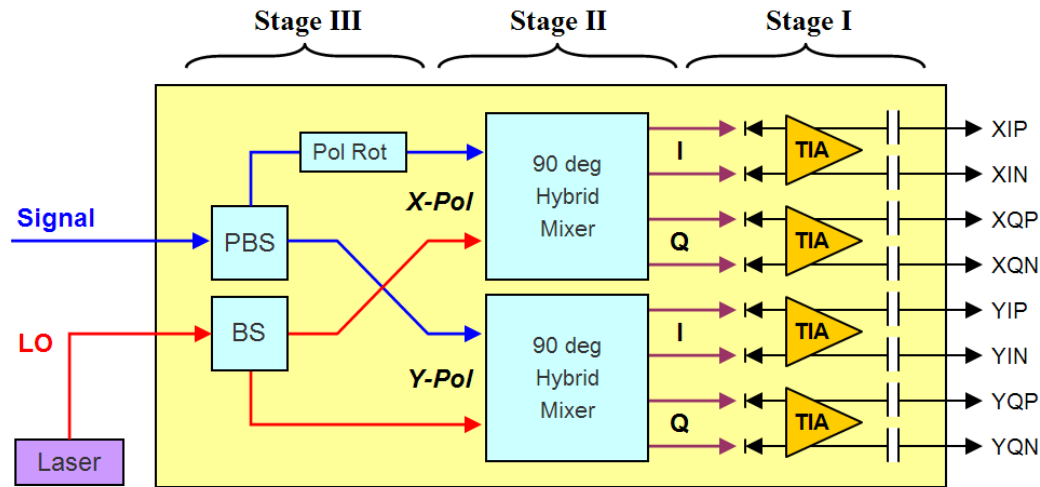 Stage III
Stage II
Stage I
Signal
LO
Laser
PBS
BS
Pol Rot
X-Pol
Y-Pol
90 deg
Hybrid
Mixer
90 deg
Hybrid
Mixer
I
Q
I
Q
TIA
TIA
TIA
TIA
XIP
XIN
XQP
XQN
YIP
YIN
YQP
YQN